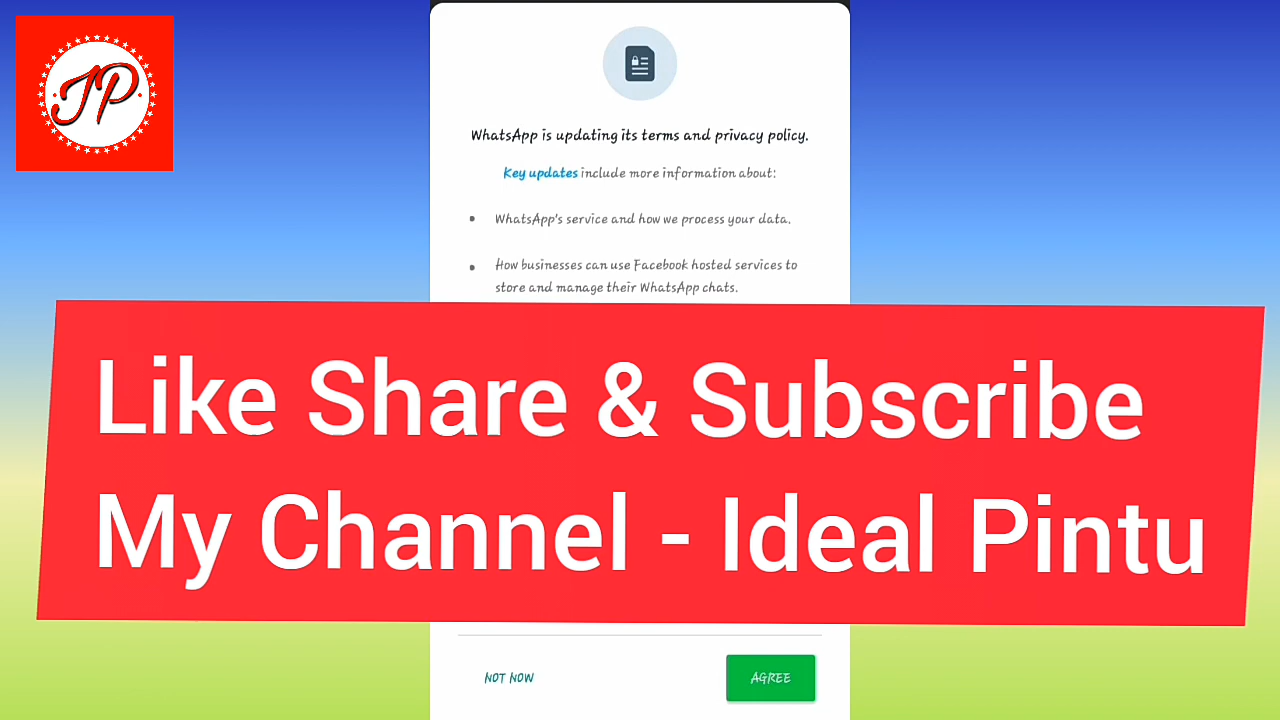 IP
WhatsApp is updating its terms and privacy policy.
Key updates include more information about:
• WhatsApp's service and how we process your data.
• How businesses can use Facebook hosted services to
store and manage their WhatsApp chats.
Like Share & Subscribe
My Channel - Ideal Pintu
NOT NOW
AGREE